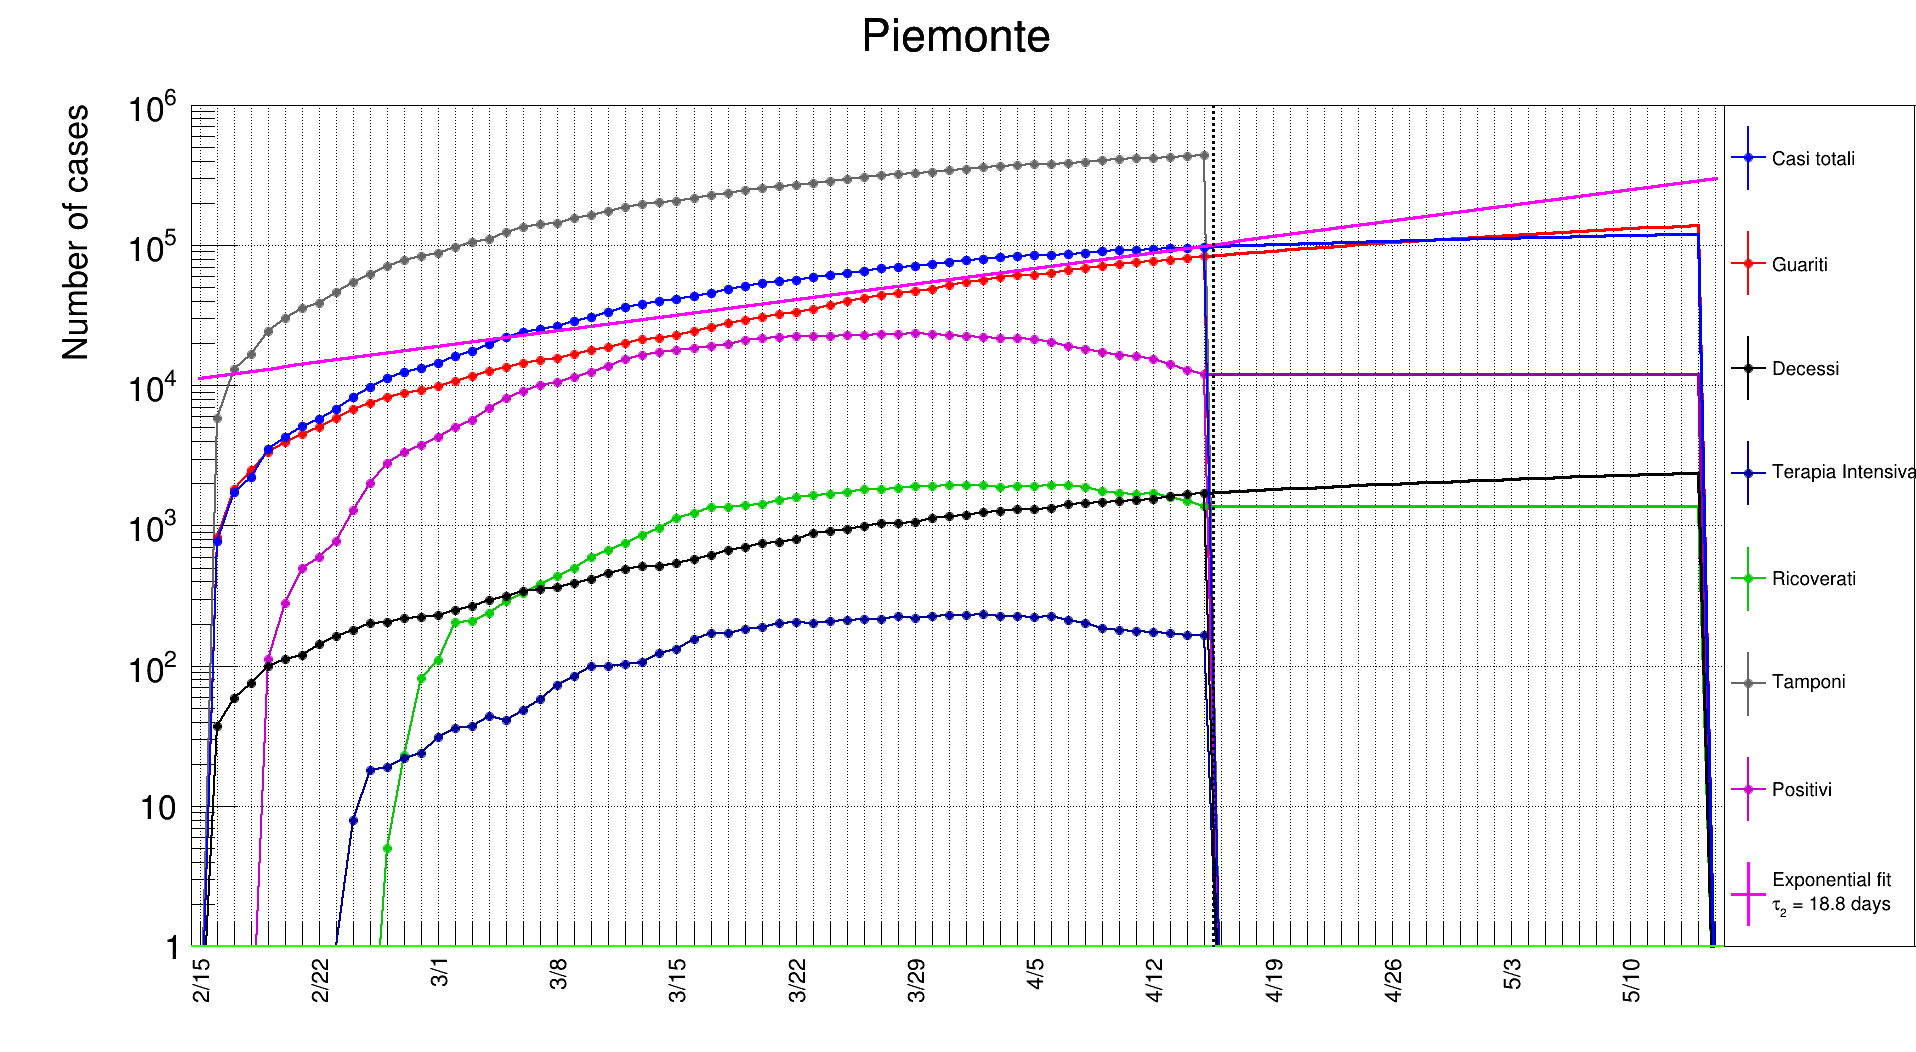 Piemonte
Number of cases
10^6
10^5
10^4
10^3
10^2
10
1
2/15
2/22
3/1
3/8
3/15
3/22
3/29
4/5
4/12
4/19
4/26
5/3
5/10
Casi totali
Guariti
Decessi
Terapia Intensiva
Ricoverati
Tamponi
Positivi
Exponential fit
τ₂ = 18.8 days